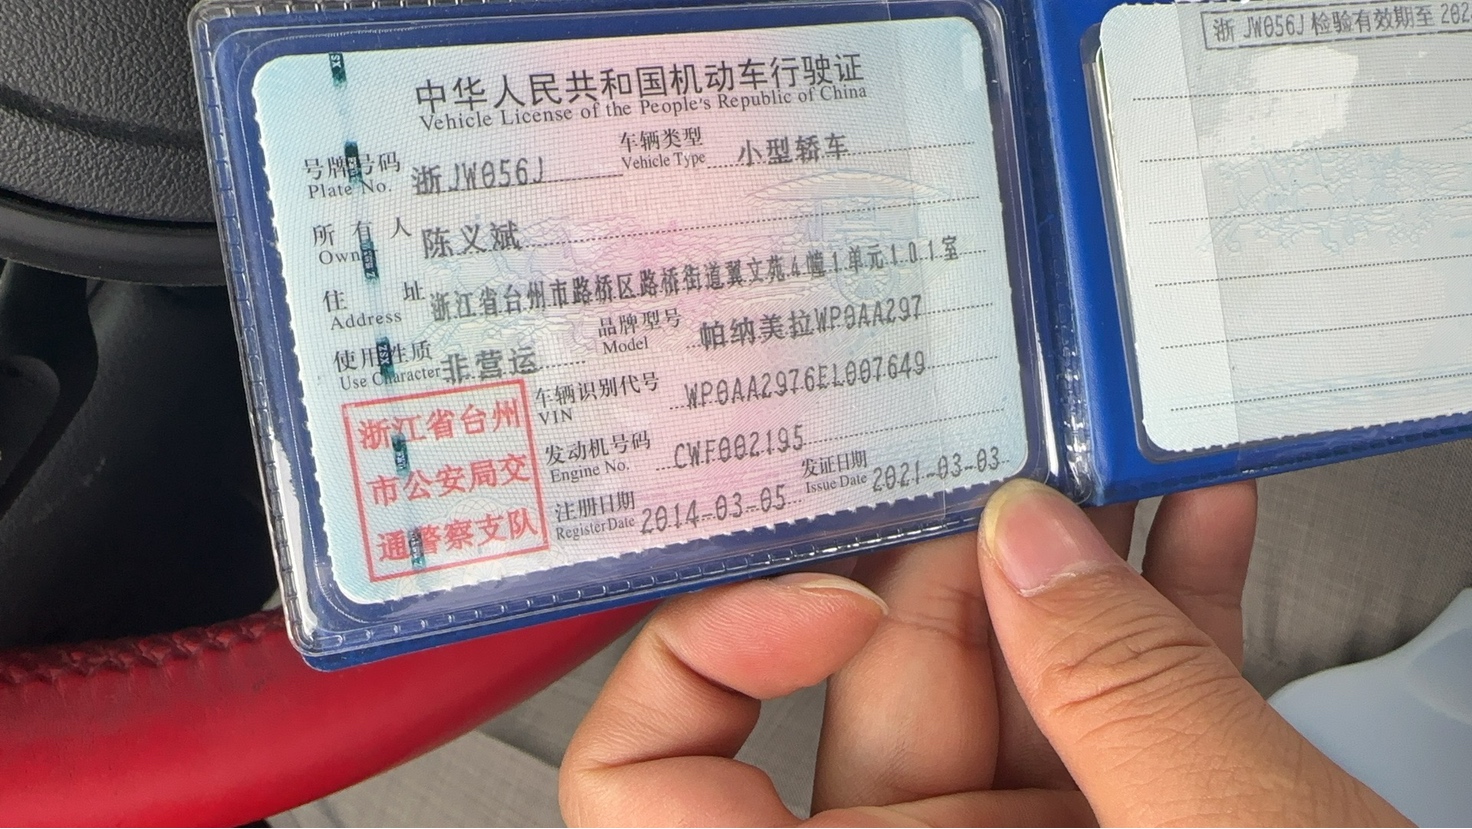 中华人民共和国机动车行驶证
Vehicle License of the People's Republic of China
号牌号码 浙JW056J 车辆类型 小型轿车
Plate No. Vehicle Type
所有人 陈义斌
Owner
住址 浙江省台州市路桥区路桥街道翼文苑4幢1单元101室
Address
使用性质 非营运 品牌型号 帕纳美拉WP0AA297
Use Character Model
车辆识别代号 WP0AA2976EL007649
VIN
发动机号码 CWF002195
Engine No.
注册日期 2014-03-05 发证日期 2021-03-03
Register Date Issue Date
浙江省台州
市公安局交
通警察支队
浙JW056J检验有效期至202